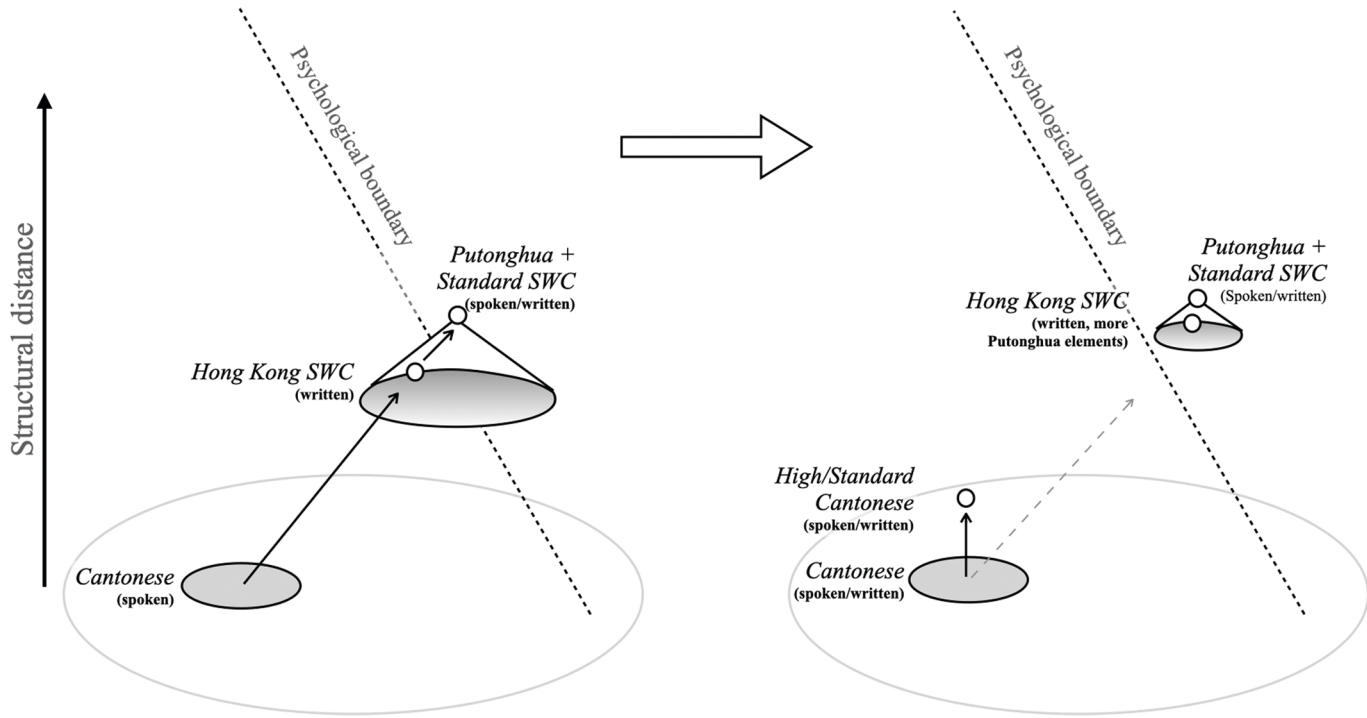 Structural distance
Psychological boundary
Putonghua +
Standard SWC
(spoken/written)
Hong Kong SWC
(written)
Cantonese
(spoken)
Psychological boundary
Putonghua +
Standard SWC
(Spoken/written)
Hong Kong SWC
(written, more
Putonghua elements)
High/Standard
Cantonese
(spoken/written)
Cantonese
(spoken/written)